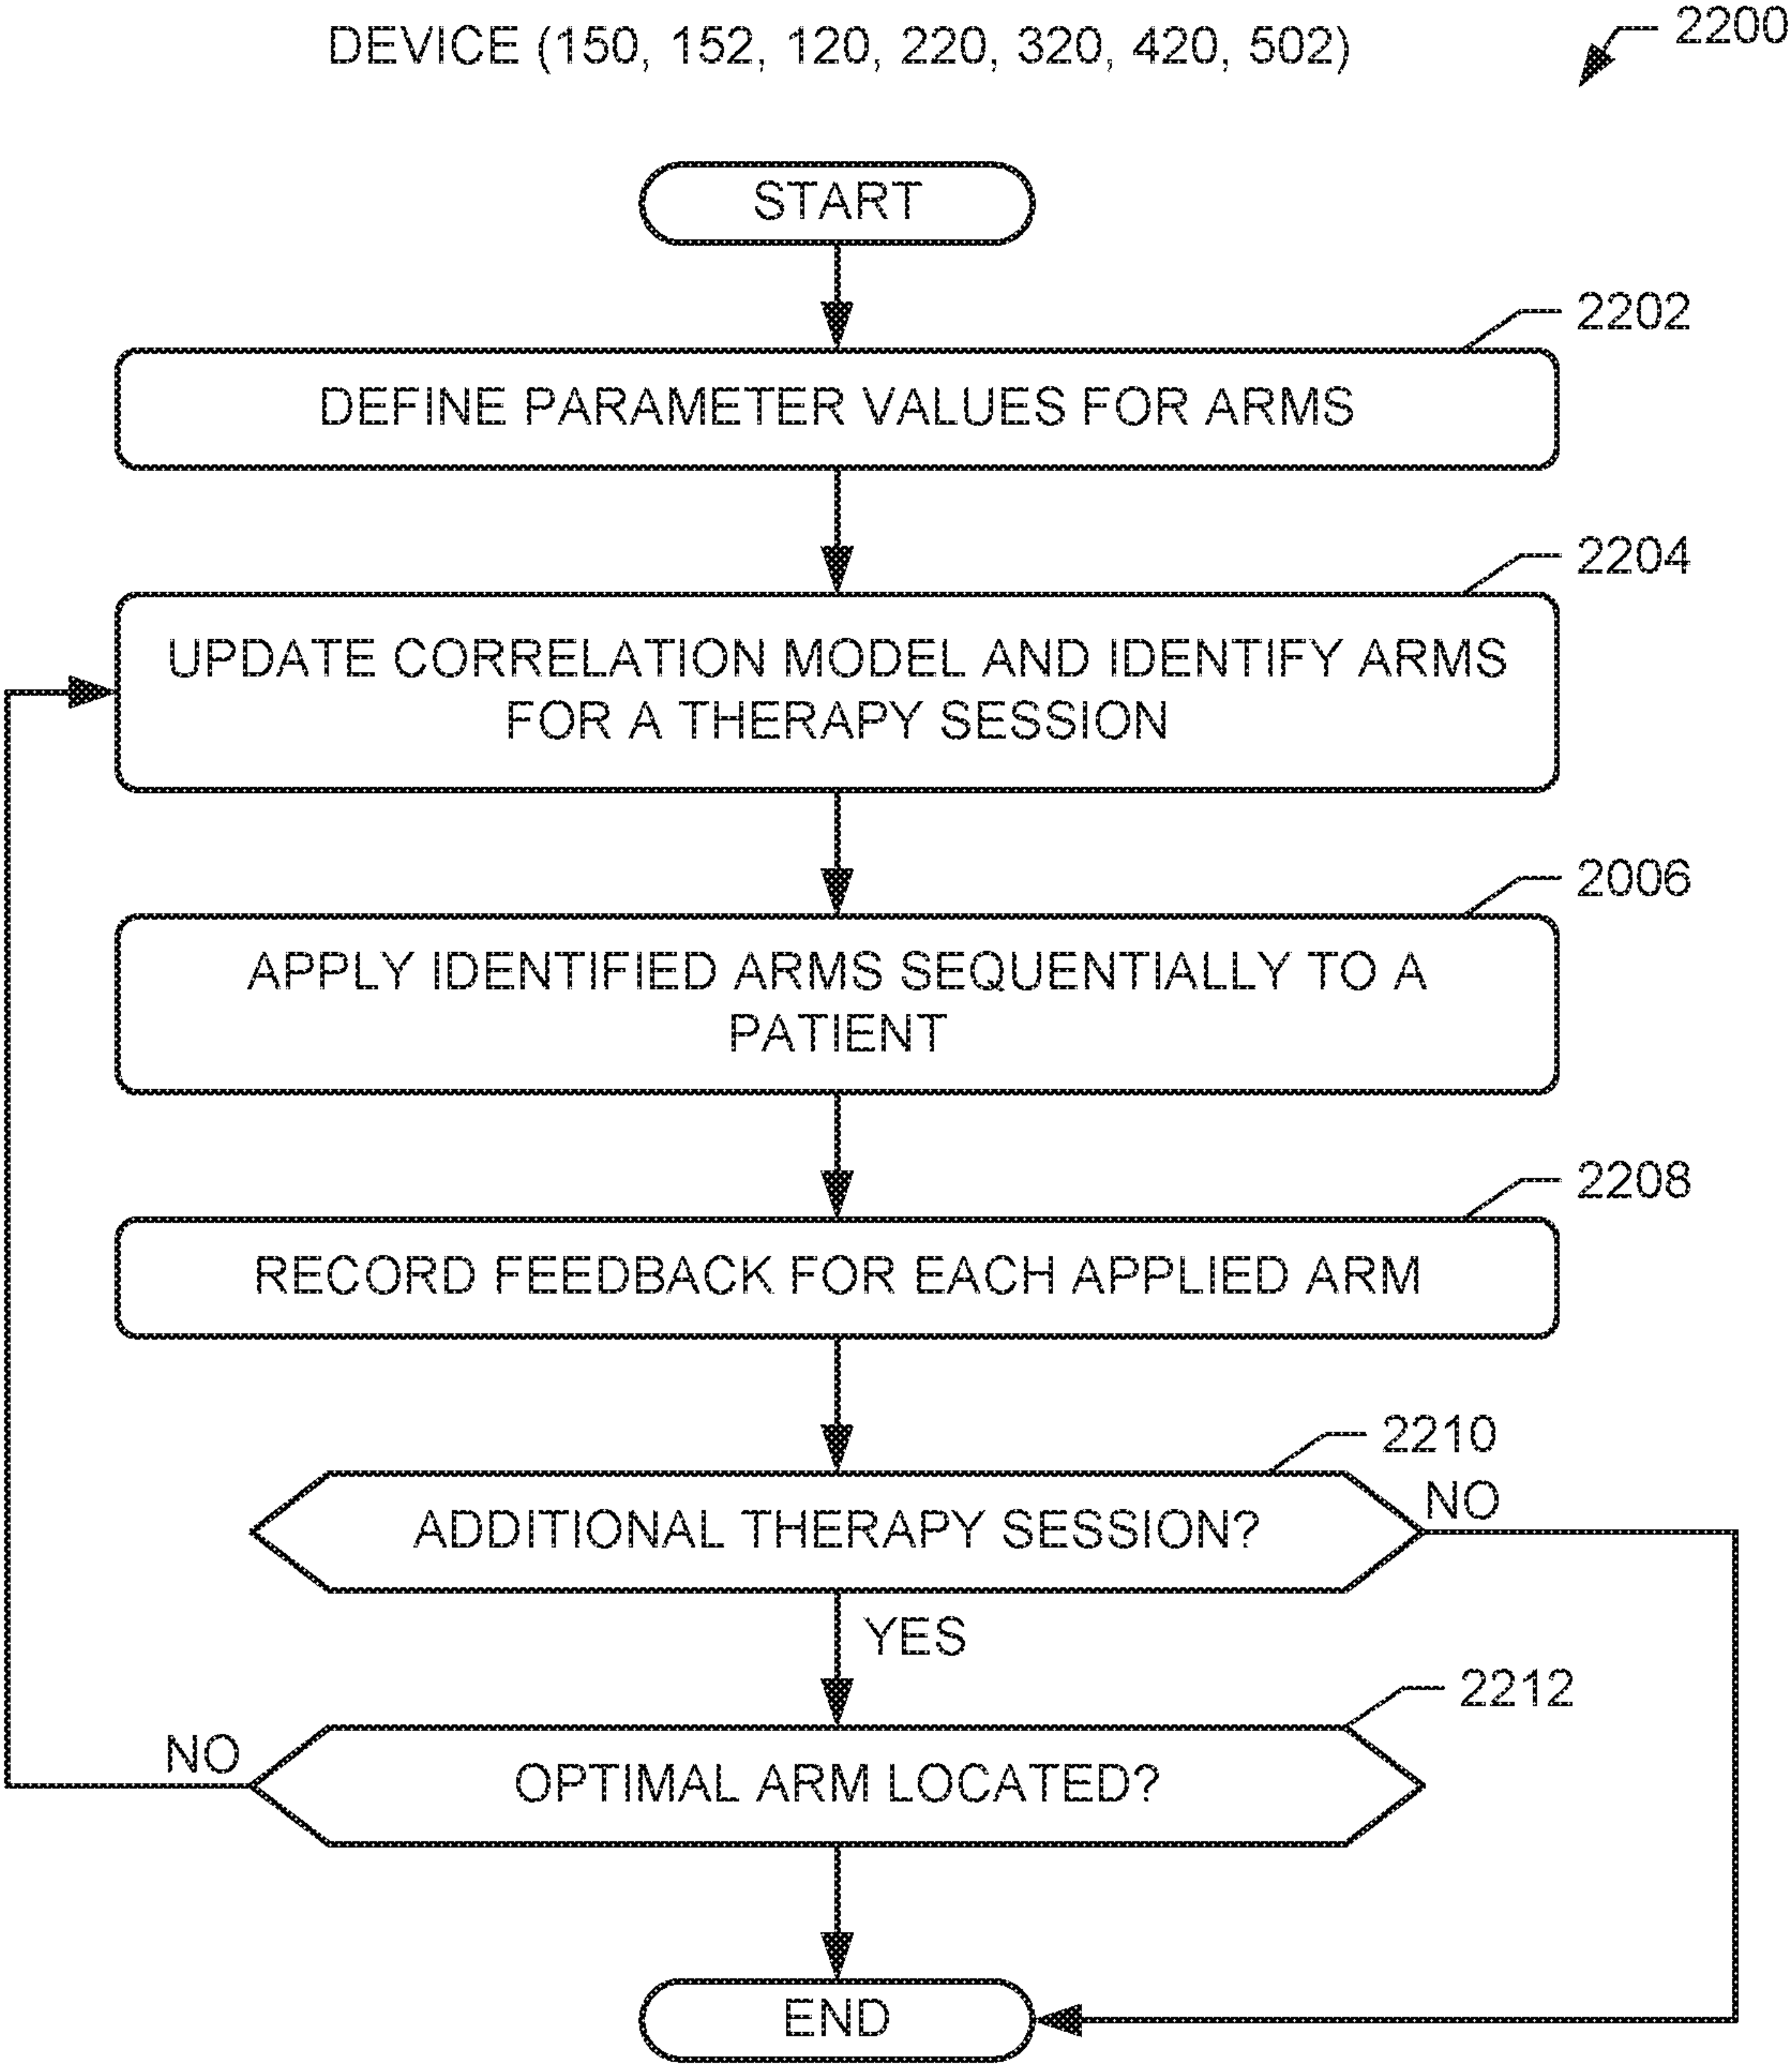 DEVICE (150, 152, 120, 220, 320, 420, 502)
2200
START
2202
DEFINE PARAMETER VALUES FOR ARMS
2204
UPDATE CORRELATION MODEL AND IDENTIFY ARMS
FOR A THERAPY SESSION
2006
APPLY IDENTIFIED ARMS SEQUENTIALLY TO A
PATIENT
2208
RECORD FEEDBACK FOR EACH APPLIED ARM
2210
NO
ADDITIONAL THERAPY SESSION?
YES
2212
NO
OPTIMAL ARM LOCATED?
END